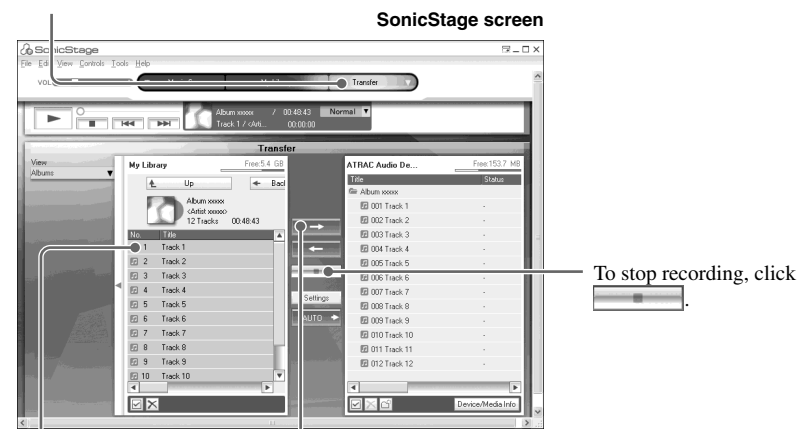 SonicStage screen
SonicStage
File Edit View Controls Tools Help
VOL
Transfer
Album xxxxx / 00:48:43 Normal
Track 1 / <Arti... 00:00:00
Transfer
View
Albums
My Library Free:5.4 GB
Up Back
Album xxxxx
<Artist xxxxx>
12 Tracks 00:48:43
No. Title
1 Track 1
2 Track 2
3 Track 3
4 Track 4
5 Track 5
6 Track 6
7 Track 7
8 Track 8
9 Track 9
10 Track 10
Settings
AUTO
ATRAC Audio De... Free:153.7 MB
Title Status
Album xxxxx
001 Track 1 -
002 Track 2 -
003 Track 3 -
004 Track 4 -
005 Track 5 -
006 Track 6 -
007 Track 7 -
008 Track 8 -
009 Track 9 -
010 Track 10 -
011 Track 11 -
012 Track 12 -
Device/Media Info
To stop recording, click
.